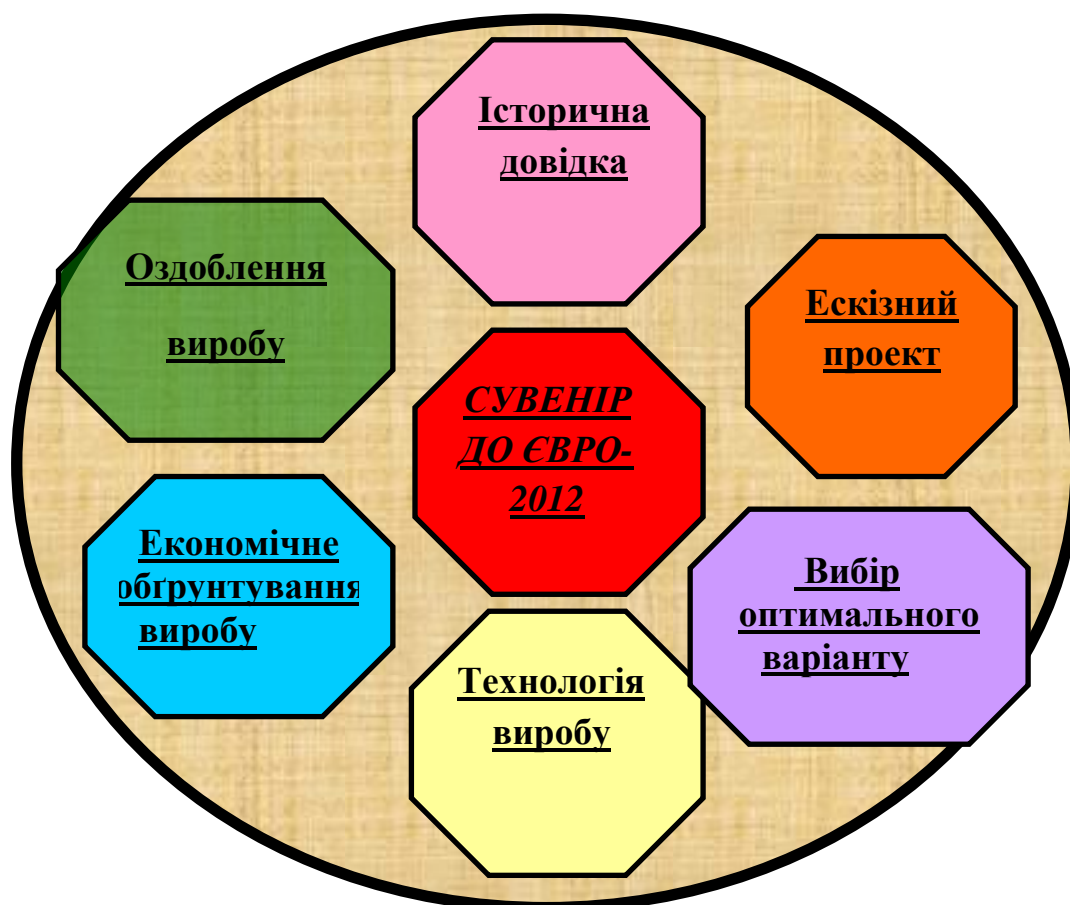 Історична
довідка
Оздоблення
виробу
Ескізний
проект
СУВЕНІР
ДО ЄВРО-
2012
Економічне
обґрунтування
виробу
Вибір
оптимального
варіанту
Технологія
виробу